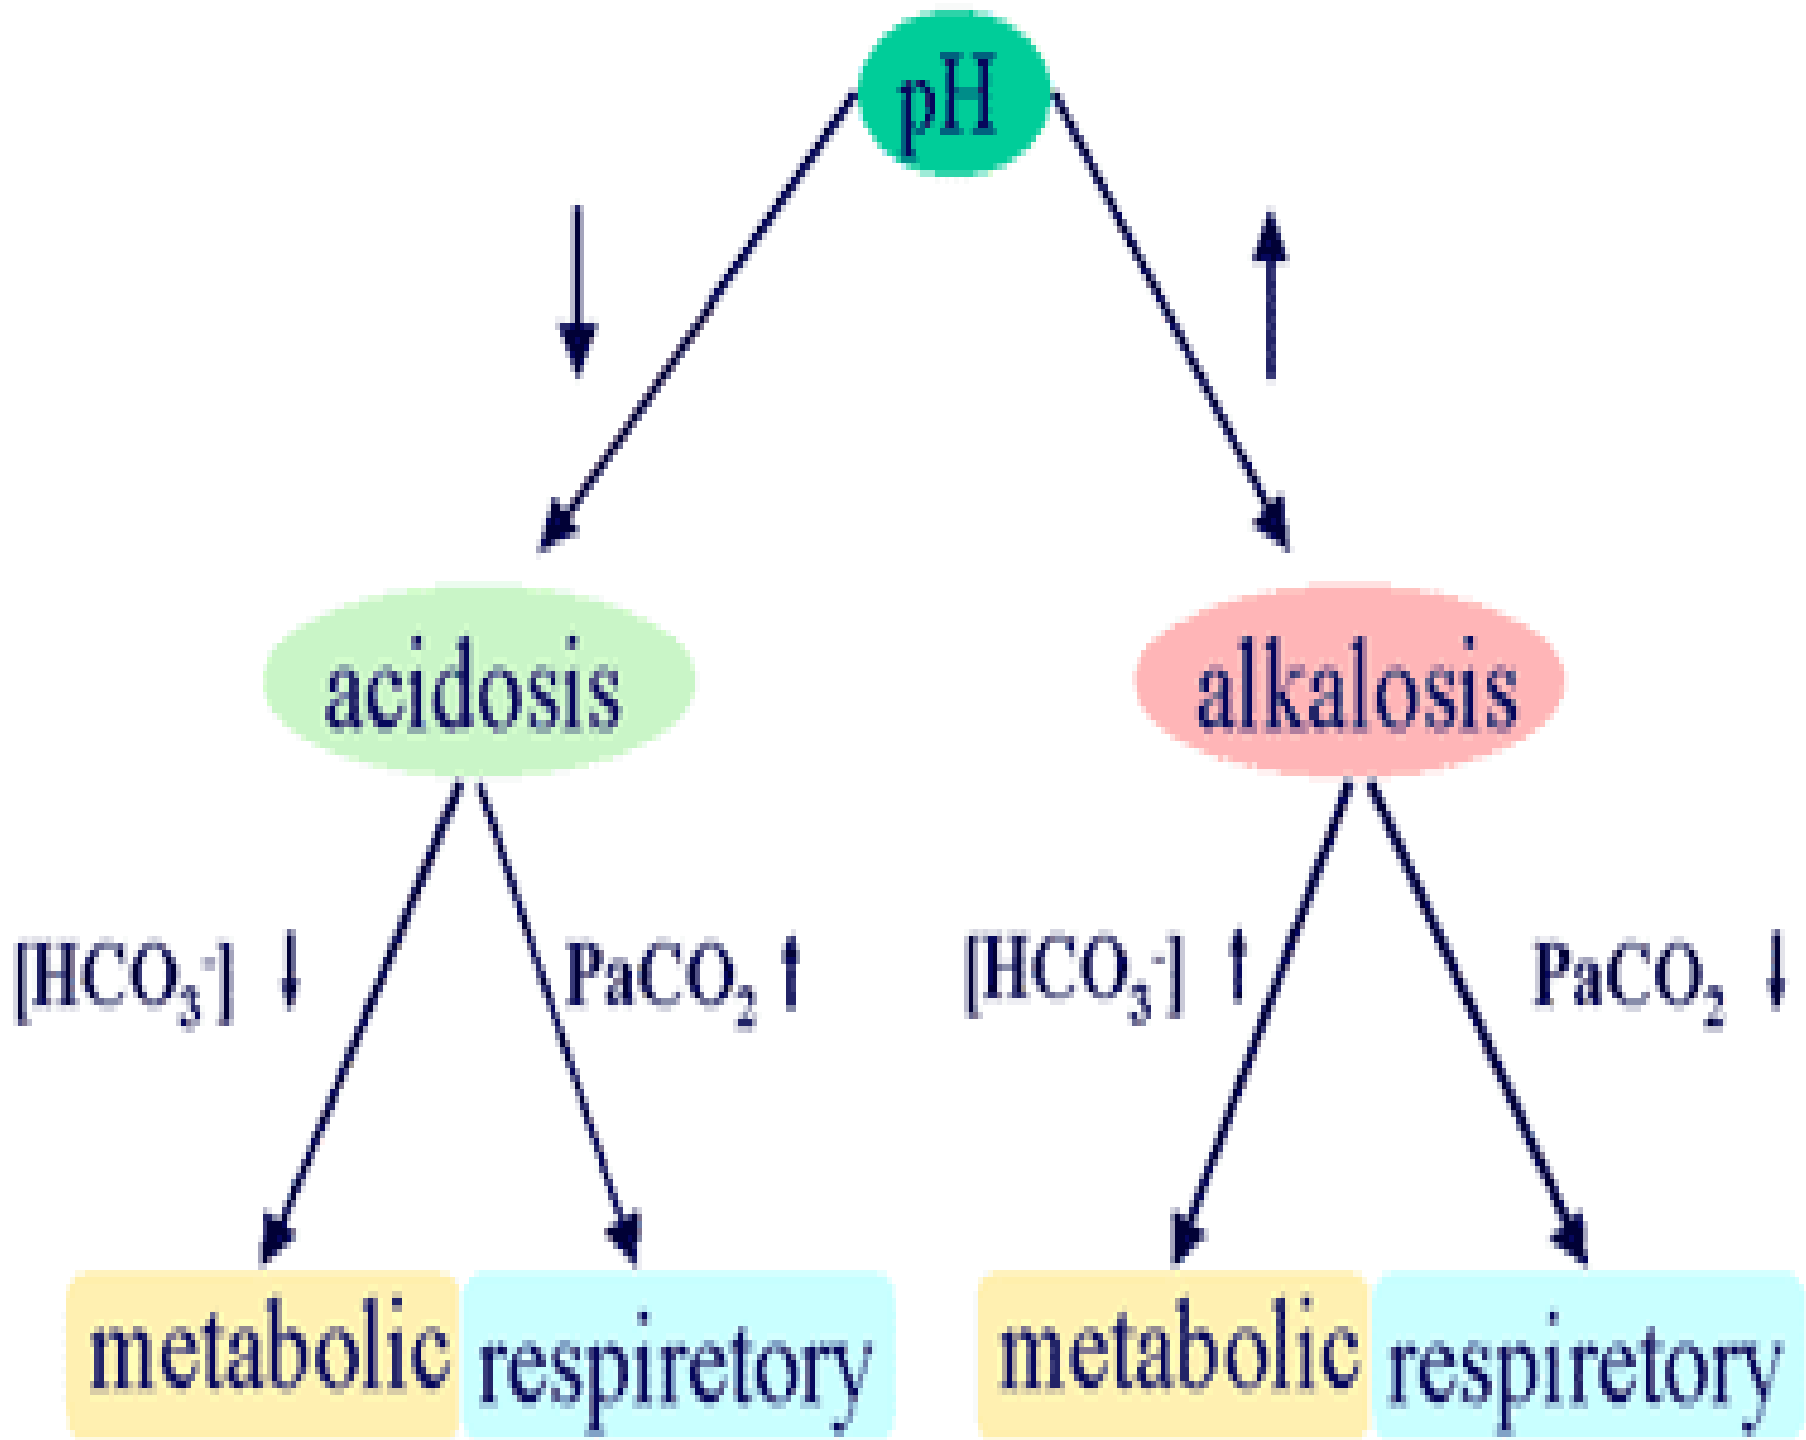 pH
acidosis
alkalosis
[HCO₃⁻] ↓
PaCO₂ ↑
[HCO₃⁻] ↑
PaCO₂ ↓
metabolic
respiretory
metabolic
respiretory